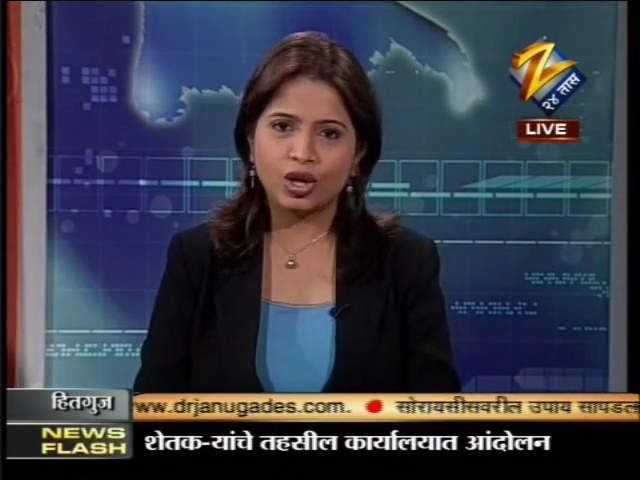 २४ तास
LIVE
हितगुज
www.drjanugades.com. सोरायसीसवरील उपाय सापडला
NEWS FLASH
शेतक-यांचे तहसील कार्यालयात आंदोलन